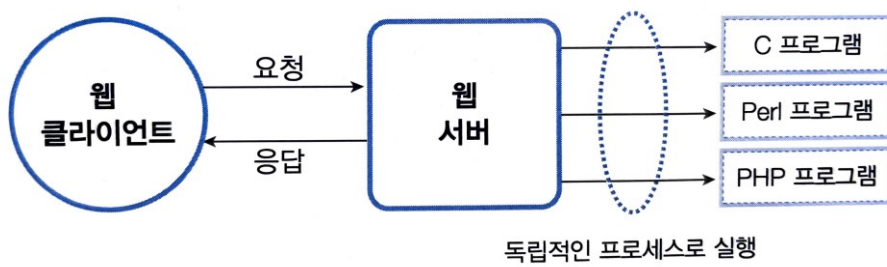 웹
클라이언트
요청
응답
웹
서버
C 프로그램
Perl 프로그램
PHP 프로그램
독립적인 프로세스로 실행